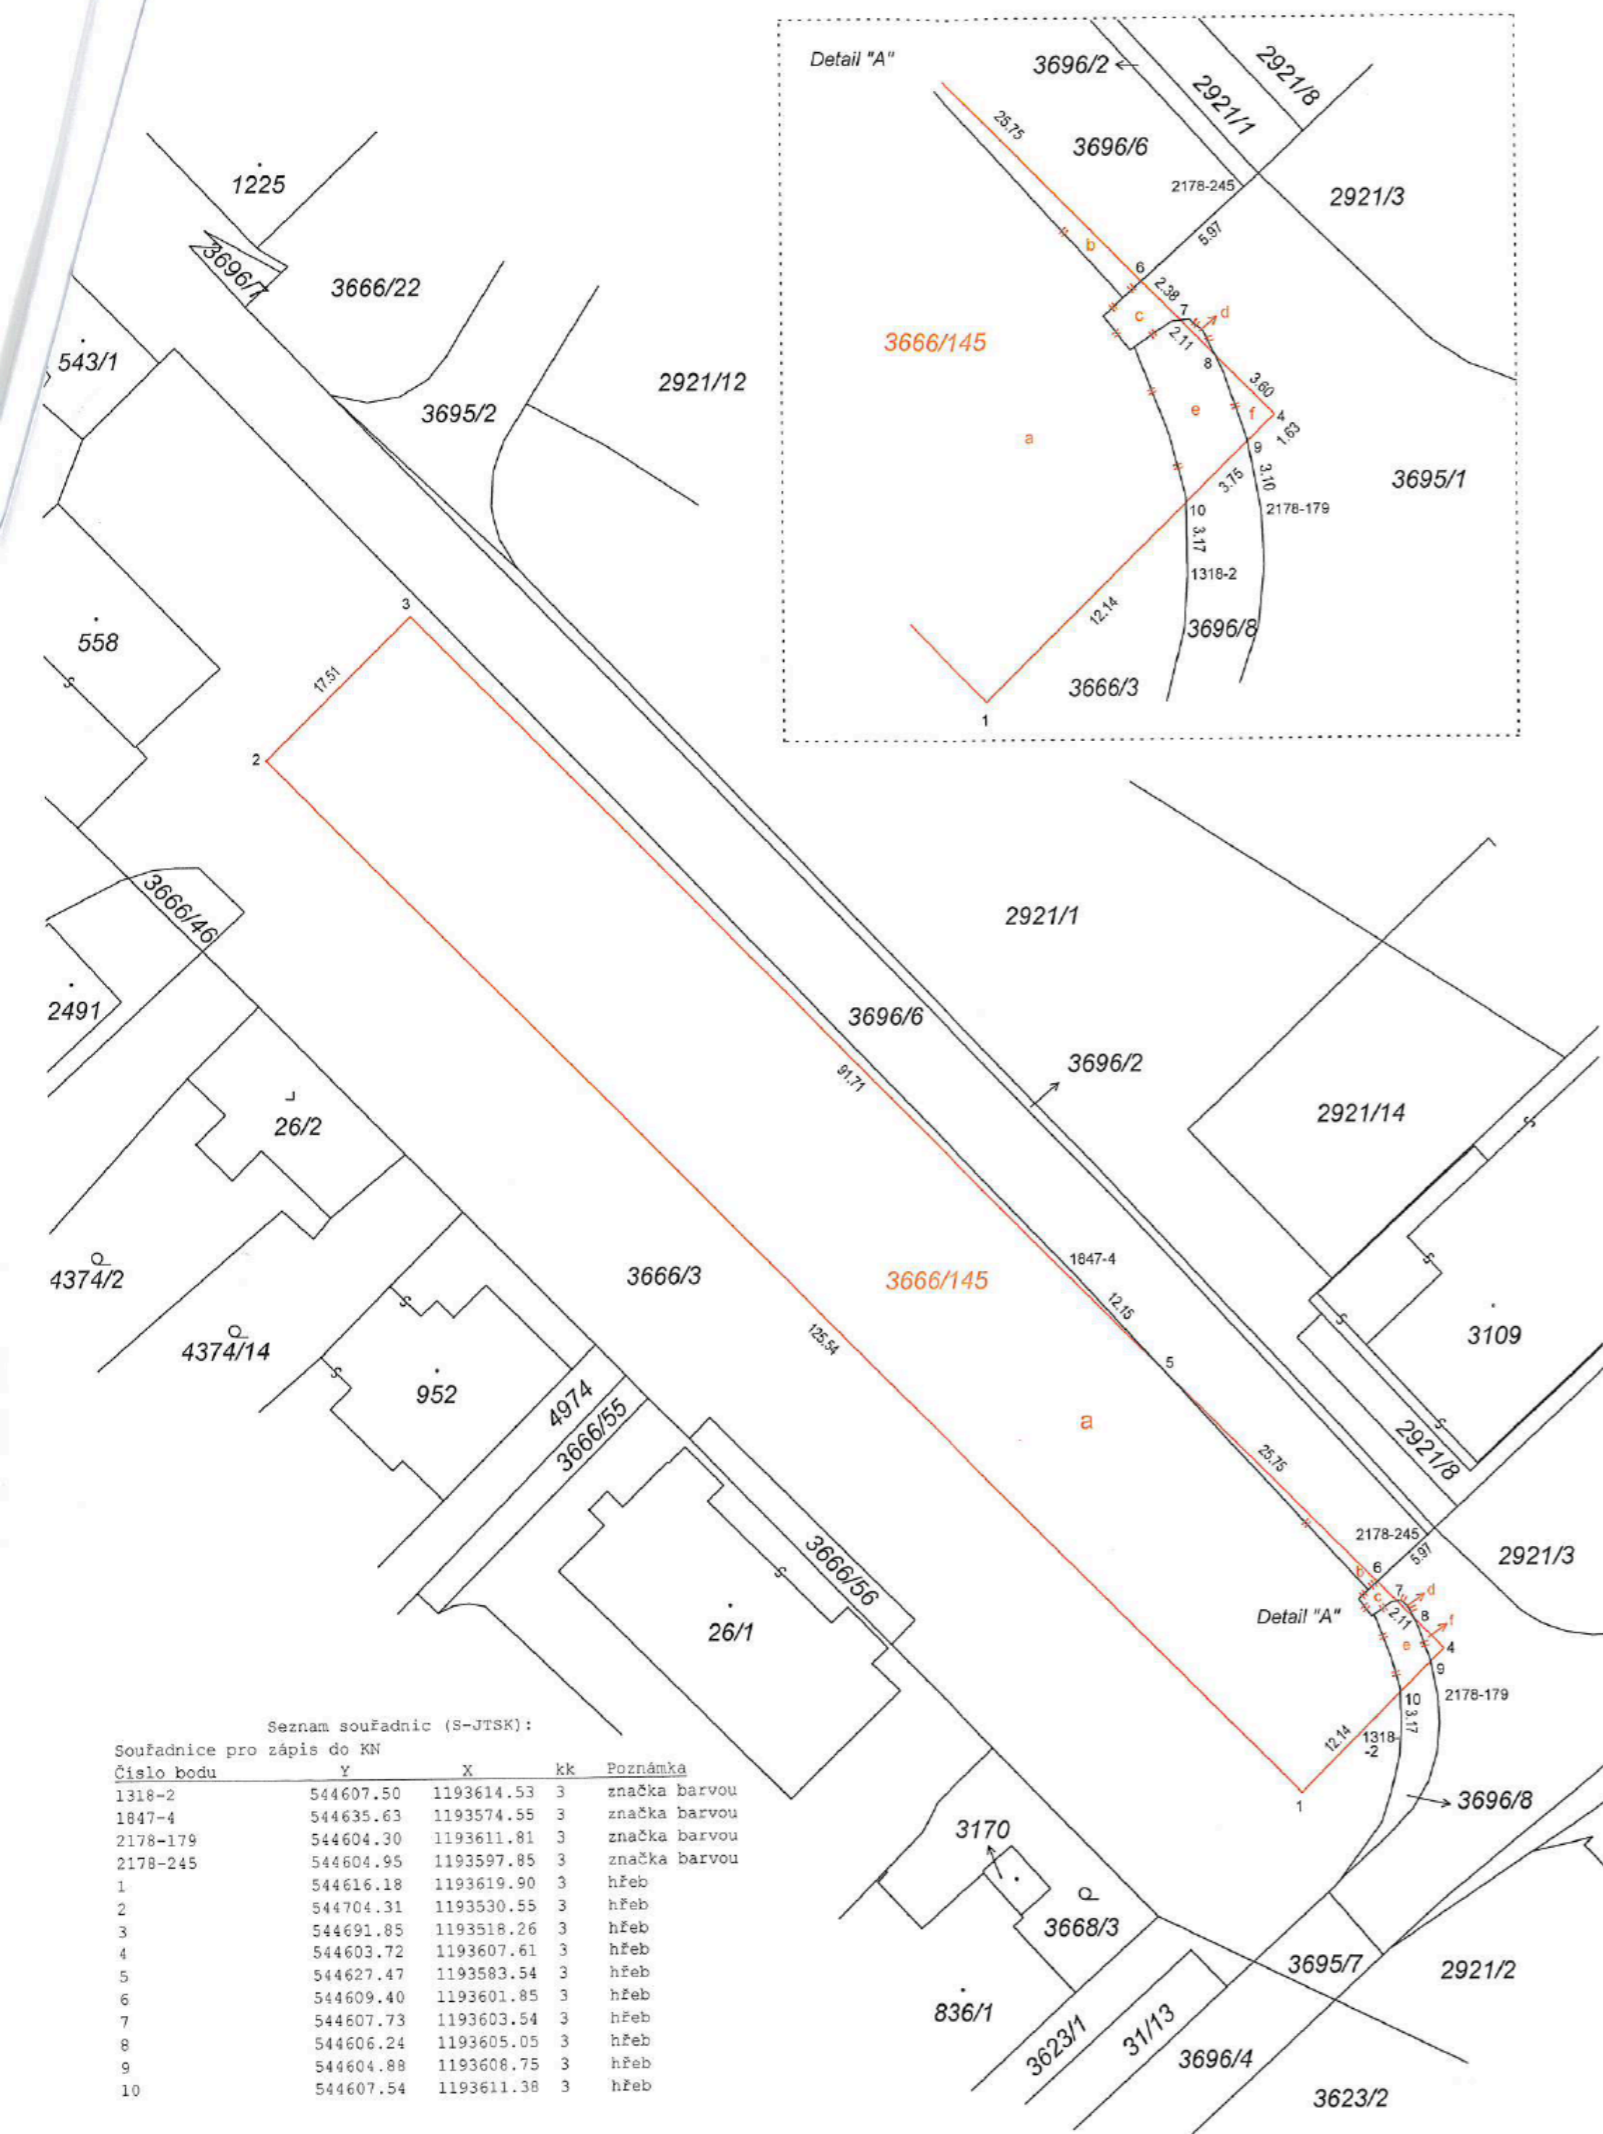 Detail "A"
3696/2
2921/1
2921/8
25.75
3696/6
2178-245
2921/3
5.97
b
6
2.38
7
d
c
2.11
8
3666/145
3.60
e
f
4
1.63
a
9
3.75
3.10
3695/1
10
2178-179
3.17
1318-2
12.14
3696/8
3666/3
1
1225
3696/7
3666/22
543/1
3695/2
2921/12
3
558
17.51
2
3666/46
2921/1
2491
3696/6
3696/2
91.71
26/2
2921/14
4374/2
3666/3
3666/145
1847-4
12.15
125.54
4374/14
3109
5
952
4974
3666/55
a
25.75
2921/8
2178-245
5.97
2921/3
3666/56
b
6
c
7
d
2.11
8
f
Detail "A"
26/1
e
4
9
10
2178-179
3.17
12.14
1318-
-2
1
3696/8
Seznam souřadnic (S-JTSK):
Souřadnice pro zápis do KN
Číslo bodu Y X kk Poznámka
1318-2 544607.50 1193614.53 3 značka barvou
1847-4 544635.63 1193574.55 3 značka barvou
2178-179 544604.30 1193611.81 3 značka barvou
2178-245 544604.95 1193597.85 3 značka barvou
1 544616.18 1193619.90 3 hřeb
2 544704.31 1193530.55 3 hřeb
3 544691.85 1193518.26 3 hřeb
4 544603.72 1193607.61 3 hřeb
5 544627.47 1193583.54 3 hřeb
6 544609.40 1193601.85 3 hřeb
7 544607.73 1193603.54 3 hřeb
8 544606.24 1193605.05 3 hřeb
9 544604.88 1193608.75 3 hřeb
10 544607.54 1193611.38 3 hřeb
3170
3668/3
836/1
3695/7
2921/2
3623/1
31/13
3696/4
3623/2